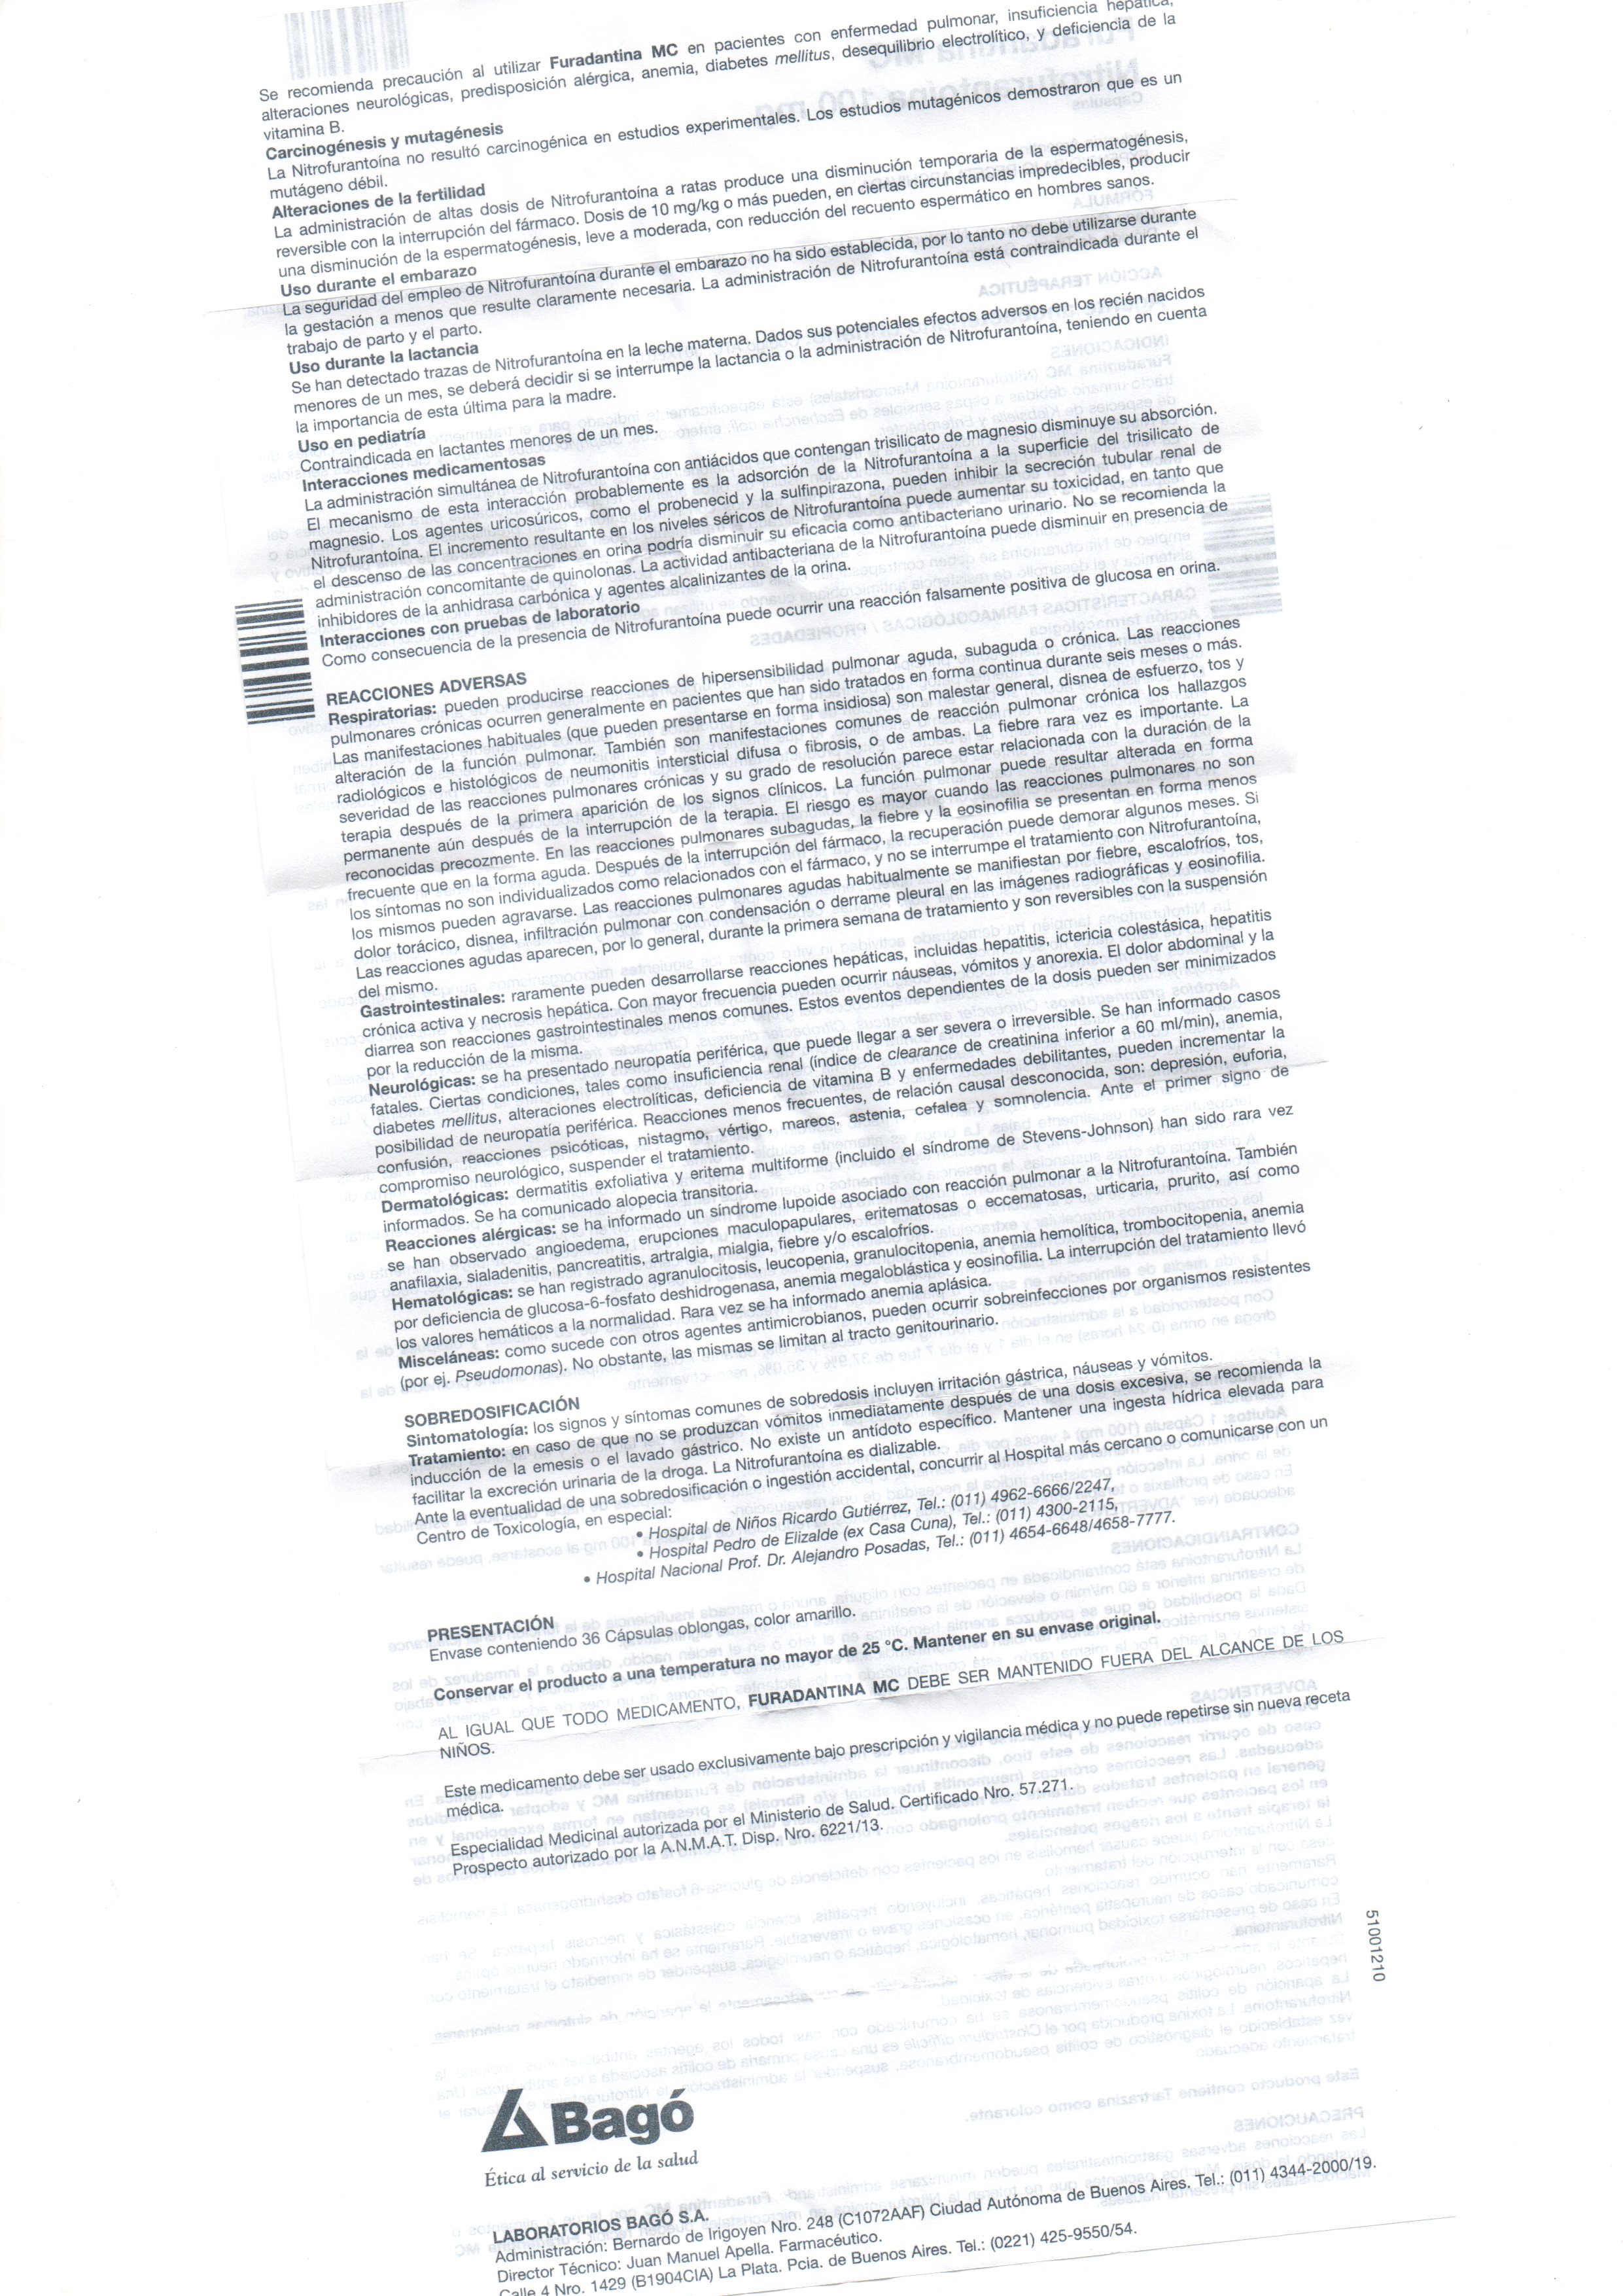 Se recomienda precaución al utilizar Furadantina MC en pacientes con enfermedad pulmonar, insuficiencia hepática,
alteraciones neurológicas, predisposición alérgica, anemia, diabetes mellitus, desequilibrio electrolítico, y deficiencia de la
vitamina B.
Carcinogénesis y mutagénesis
La Nitrofurantoína no resultó carcinogénica en estudios experimentales. Los estudios mutagénicos demostraron que es un
mutágeno débil.
Alteraciones de la fertilidad
La administración de altas dosis de Nitrofurantoína a ratas produce una disminución temporaria de la espermatogénesis,
reversible con la interrupción del fármaco. Dosis de 10 mg/kg o más pueden, en ciertas circunstancias impredecibles, producir
una disminución de la espermatogénesis, leve a moderada, con reducción del recuento espermático en hombres sanos.
Uso durante el embarazo
La seguridad del empleo de Nitrofurantoína durante el embarazo no ha sido establecida, por lo tanto no debe utilizarse durante
la gestación a menos que resulte claramente necesaria. La administración de Nitrofurantoína está contraindicada durante el
trabajo de parto y el parto.
Uso durante la lactancia
Se han detectado trazas de Nitrofurantoína en la leche materna. Dados sus potenciales efectos adversos en los recién nacidos
menores de un mes, se deberá decidir si se interrumpe la lactancia o la administración de Nitrofurantoína, teniendo en cuenta
la importancia de esta última para la madre.
Uso en pediatría
Contraindicada en lactantes menores de un mes.
Interacciones medicamentosas
La administración simultánea de Nitrofurantoína con antiácidos que contengan trisilicato de magnesio disminuye su absorción.
El mecanismo de esta interacción probablemente es la adsorción de la Nitrofurantoína a la superficie del trisilicato de
magnesio. Los agentes uricosúricos, como el probenecid y la sulfinpirazona, pueden inhibir la secreción tubular renal de
Nitrofurantoína. El incremento resultante en los niveles séricos de Nitrofurantoína puede aumentar su toxicidad, en tanto que
el descenso de las concentraciones en orina podría disminuir su eficacia como antibacteriano urinario. No se recomienda la
administración concomitante de quinolonas. La actividad antibacteriana de la Nitrofurantoína puede disminuir en presencia de
inhibidores de la anhidrasa carbónica y agentes alcalinizantes de la orina.
Interacciones con pruebas de laboratorio
Como consecuencia de la presencia de Nitrofurantoína puede ocurrir una reacción falsamente positiva de glucosa en orina.
REACCIONES ADVERSAS
Respiratorias: pueden producirse reacciones de hipersensibilidad pulmonar aguda, subaguda o crónica. Las reacciones
pulmonares crónicas ocurren generalmente en pacientes que han sido tratados en forma continua durante seis meses o más.
Las manifestaciones habituales (que pueden presentarse en forma insidiosa) son malestar general, disnea de esfuerzo, tos y
alteración de la función pulmonar. También son manifestaciones comunes de reacción pulmonar crónica los hallazgos
radiológicos e histológicos de neumonitis intersticial difusa o fibrosis, o de ambas. La fiebre rara vez es importante. La
severidad de las reacciones pulmonares crónicas y su grado de resolución parece estar relacionada con la duración de la
terapia después de la primera aparición de los signos clínicos. La función pulmonar puede resultar alterada en forma
permanente aún después de la interrupción de la terapia. El riesgo es mayor cuando las reacciones pulmonares no son
reconocidas precozmente. En las reacciones pulmonares subagudas, la fiebre y la eosinofilia se presentan en forma menos
frecuente que en la forma aguda. Después de la interrupción del fármaco, la recuperación puede demorar algunos meses. Si
los síntomas no son individualizados como relacionados con el fármaco, y no se interrumpe el tratamiento con Nitrofurantoína,
los mismos pueden agravarse. Las reacciones pulmonares agudas habitualmente se manifiestan por fiebre, escalofríos, tos,
dolor torácico, disnea, infiltración pulmonar con condensación o derrame pleural en las imágenes radiográficas y eosinofilia.
Las reacciones agudas aparecen, por lo general, durante la primera semana de tratamiento y son reversibles con la suspensión
del mismo.
Gastrointestinales: raramente pueden desarrollarse reacciones hepáticas, incluidas hepatitis, ictericia colestásica, hepatitis
crónica activa y necrosis hepática. Con mayor frecuencia pueden ocurrir náuseas, vómitos y anorexia. El dolor abdominal y la
diarrea son reacciones gastrointestinales menos comunes. Estos eventos dependientes de la dosis pueden ser minimizados
por la reducción de la misma.
Neurológicas: se ha presentado neuropatía periférica, que puede llegar a ser severa o irreversible. Se han informado casos
fatales. Ciertas condiciones, tales como insuficiencia renal (índice de clearance de creatinina inferior a 60 ml/min), anemia,
diabetes mellitus, alteraciones electrolíticas, deficiencia de vitamina B y enfermedades debilitantes, pueden incrementar la
posibilidad de neuropatía periférica. Reacciones menos frecuentes, de relación causal desconocida, son: depresión, euforia,
confusión, reacciones psicóticas, nistagmo, vértigo, mareos, astenia, cefalea y somnolencia. Ante el primer signo de
compromiso neurológico, suspender el tratamiento.
Dermatológicas: dermatitis exfoliativa y eritema multiforme (incluido el síndrome de Stevens-Johnson) han sido rara vez
informados. Se ha comunicado alopecia transitoria.
Reacciones alérgicas: se ha informado un síndrome lupoide asociado con reacción pulmonar a la Nitrofurantoína. También
se han observado angioedema, erupciones maculopapulares, eritematosas o eccematosas, urticaria, prurito, así como
anafilaxia, sialadenitis, pancreatitis, artralgia, mialgia, fiebre y/o escalofríos.
Hematológicas: se han registrado agranulocitosis, leucopenia, granulocitopenia, anemia hemolítica, trombocitopenia, anemia
por deficiencia de glucosa-6-fosfato deshidrogenasa, anemia megaloblástica y eosinofilia. La interrupción del tratamiento llevó
los valores hemáticos a la normalidad. Rara vez se ha informado anemia aplásica.
Misceláneas: como sucede con otros agentes antimicrobianos, pueden ocurrir sobreinfecciones por organismos resistentes
(por ej. Pseudomonas). No obstante, las mismas se limitan al tracto genitourinario.
SOBREDOSIFICACIÓN
Sintomatología: los signos y síntomas comunes de sobredosis incluyen irritación gástrica, náuseas y vómitos.
Tratamiento: en caso de que no se produzcan vómitos inmediatamente después de una dosis excesiva, se recomienda la
inducción de la emesis o el lavado gástrico. No existe un antídoto específico. Mantener una ingesta hídrica elevada para
facilitar la excreción urinaria de la droga. La Nitrofurantoína es dializable.
Ante la eventualidad de una sobredosificación o ingestión accidental, concurrir al Hospital más cercano o comunicarse con un
Centro de Toxicología, en especial:
• Hospital de Niños Ricardo Gutiérrez, Tel.: (011) 4962-6666/2247,
• Hospital Pedro de Elizalde (ex Casa Cuna), Tel.: (011) 4300-2115,
• Hospital Nacional Prof. Dr. Alejandro Posadas, Tel.: (011) 4654-6648/4658-7777.
PRESENTACIÓN
Envase conteniendo 36 Cápsulas oblongas, color amarillo.
Conservar el producto a una temperatura no mayor de 25 °C. Mantener en su envase original.
AL IGUAL QUE TODO MEDICAMENTO, FURADANTINA MC DEBE SER MANTENIDO FUERA DEL ALCANCE DE LOS
NIÑOS.
Este medicamento debe ser usado exclusivamente bajo prescripción y vigilancia médica y no puede repetirse sin nueva receta
médica.
Especialidad Medicinal autorizada por el Ministerio de Salud. Certificado Nro. 57.271.
Prospecto autorizado por la A.N.M.A.T. Disp. Nro. 6221/13.
51001210
Bagó
Ética al servicio de la salud
LABORATORIOS BAGÓ S.A.
Administración: Bernardo de Irigoyen Nro. 248 (C1072AAF) Ciudad Autónoma de Buenos Aires. Tel.: (011) 4344-2000/19.
Director Técnico: Juan Manuel Apella. Farmacéutico.
Calle 4 Nro. 1429 (B1904CIA) La Plata. Pcia. de Buenos Aires. Tel.: (0221) 425-9550/54.